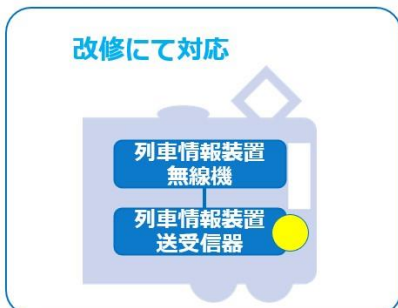 改修にて対応
列車情報装置
無線機
列車情報装置
送受信器